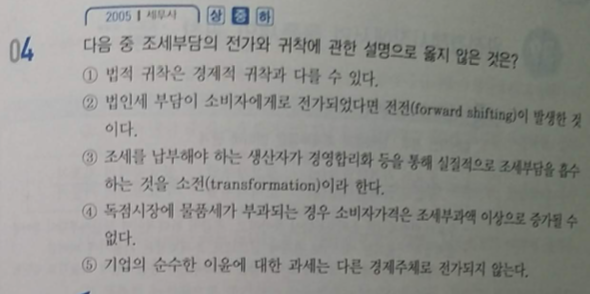 2005 | 세무사 상 중 하
04 다음 중 조세부담의 전가와 귀착에 관한 설명으로 옳지 않은 것은?
① 법적 귀착은 경제적 귀착과 다를 수 있다.
② 법인세 부담이 소비자에게로 전가되었다면 전전(forward shifting)이 발생한 것
이다.
③ 조세를 납부해야 하는 생산자가 경영합리화 등을 통해 실질적으로 조세부담을 흡수
하는 것을 소전(transformation)이라 한다.
④ 독점시장에 물품세가 부과되는 경우 소비자가격은 조세부과액 이상으로 증가될 수
없다.
⑤ 기업의 순수한 이윤에 대한 과세는 다른 경제주체로 전가되지 않는다.